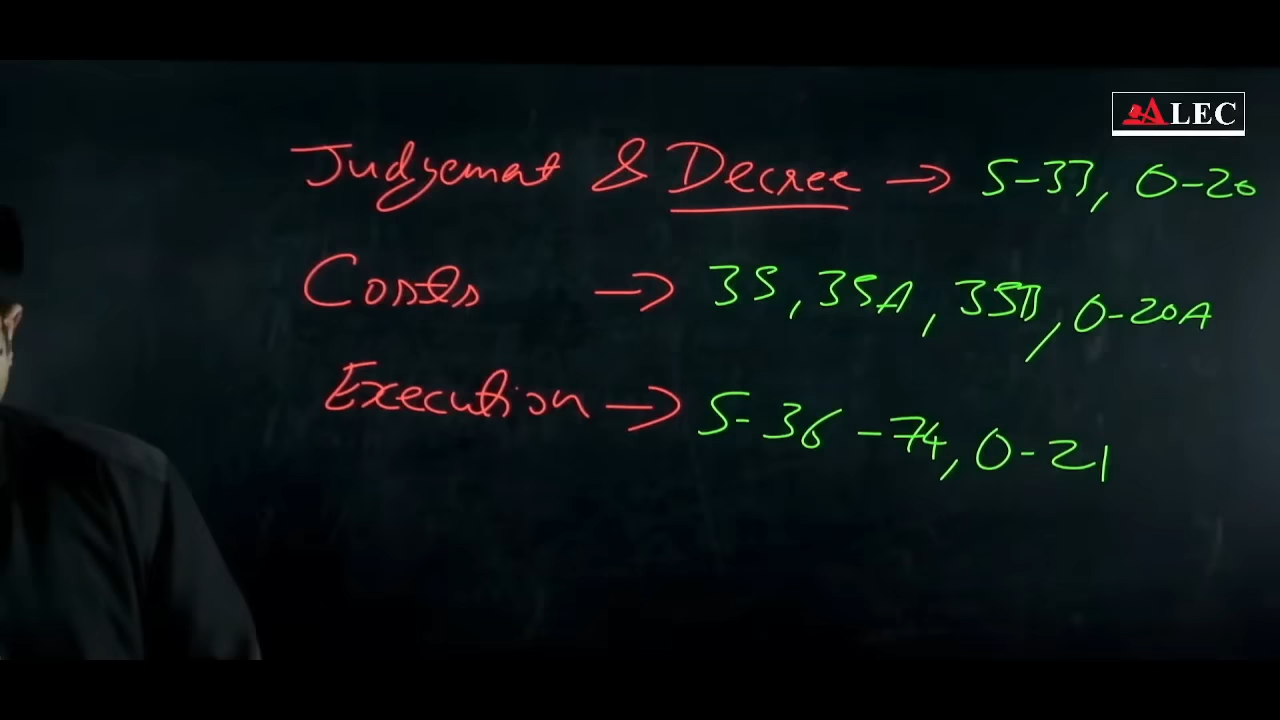 ALEC
Judgement & Decree → S-33, O-20
Costs → 35, 35A, 35B, O-20A
Execution → S-36-74, O-21